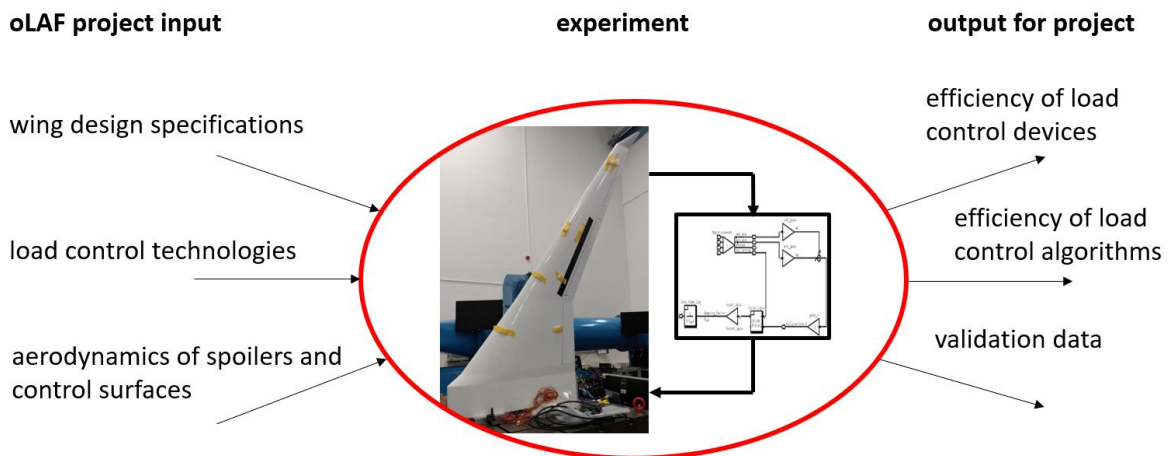 oLAF project input
experiment
output for project
wing design specifications
load control technologies
aerodynamics of spoilers and
control surfaces
efficiency of load
control devices
efficiency of load
control algorithms
validation data